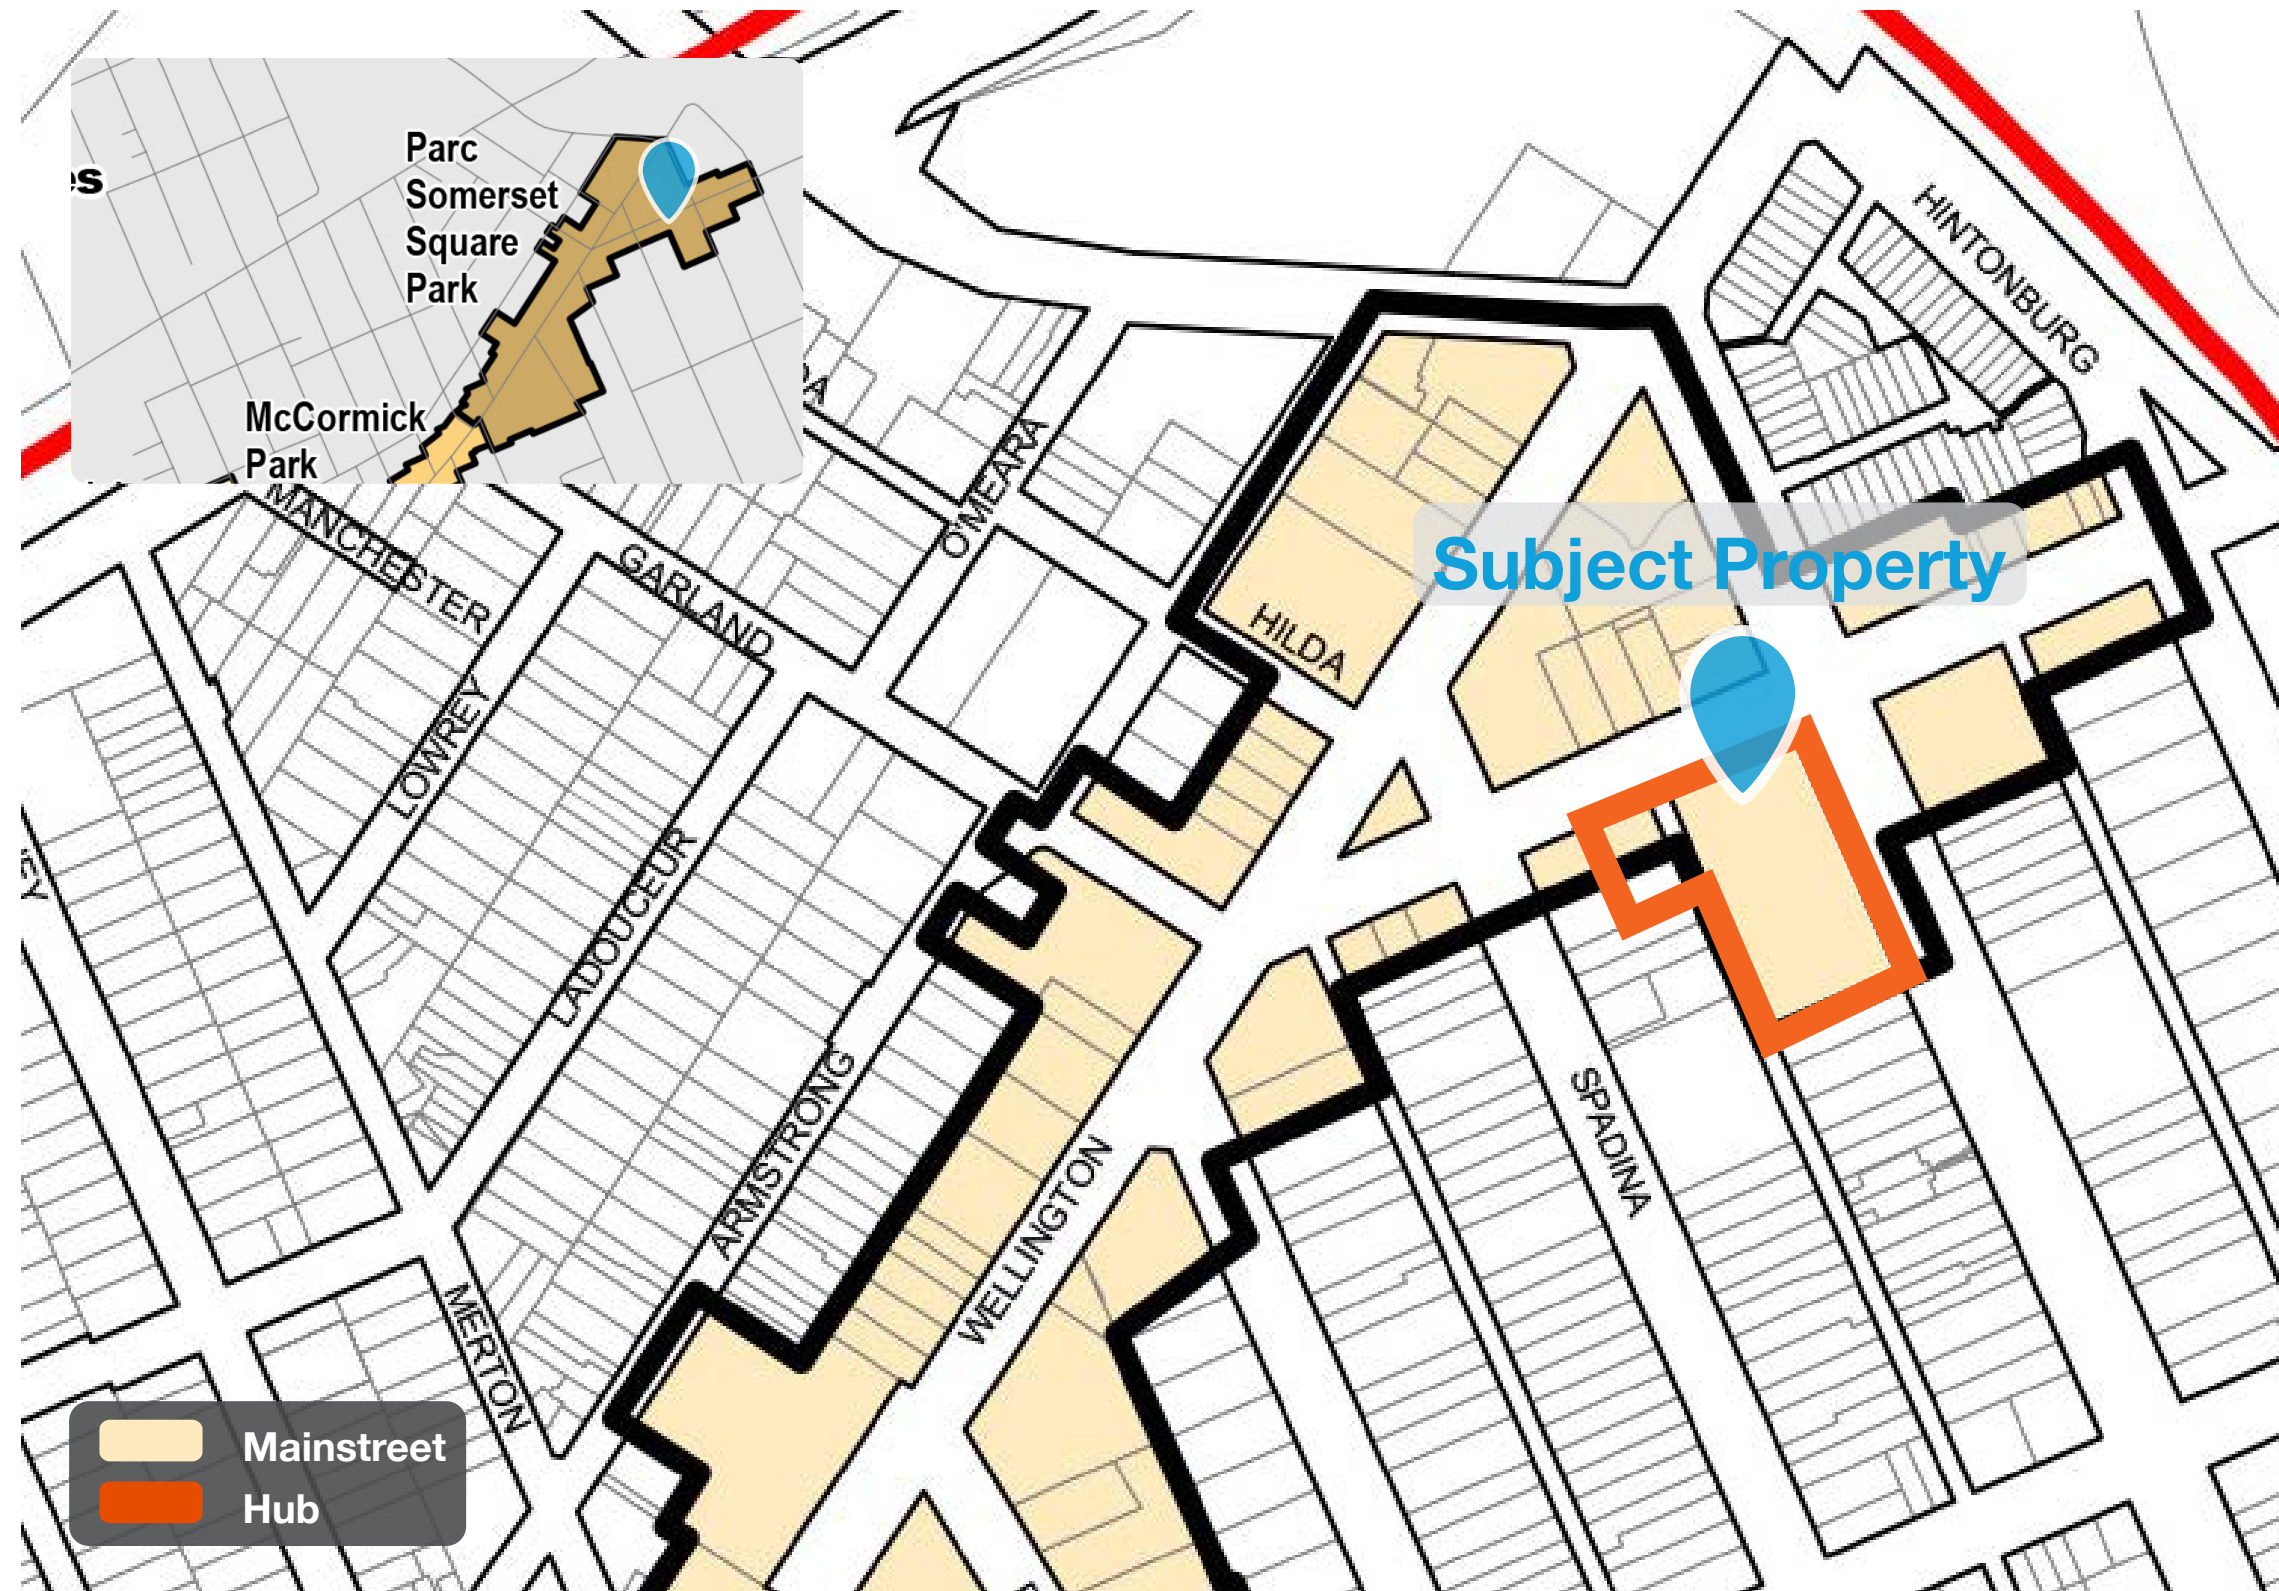 es
Parc
Somerset
Square
Park
McCormick
Park
HINTONBURG
O'MEARA
MANCHESTER
GARLAND
Subject Property
HILDA
LOWREY
LADOUCEUR
ARMSTRONG
SPADINA
WELLINGTON
MERTON
Mainstreet
Hub